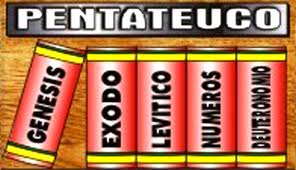 PENTATEUCO
GENESIS
EXODO
LEVITICO
NUMEROS
DEUTERONOMIO